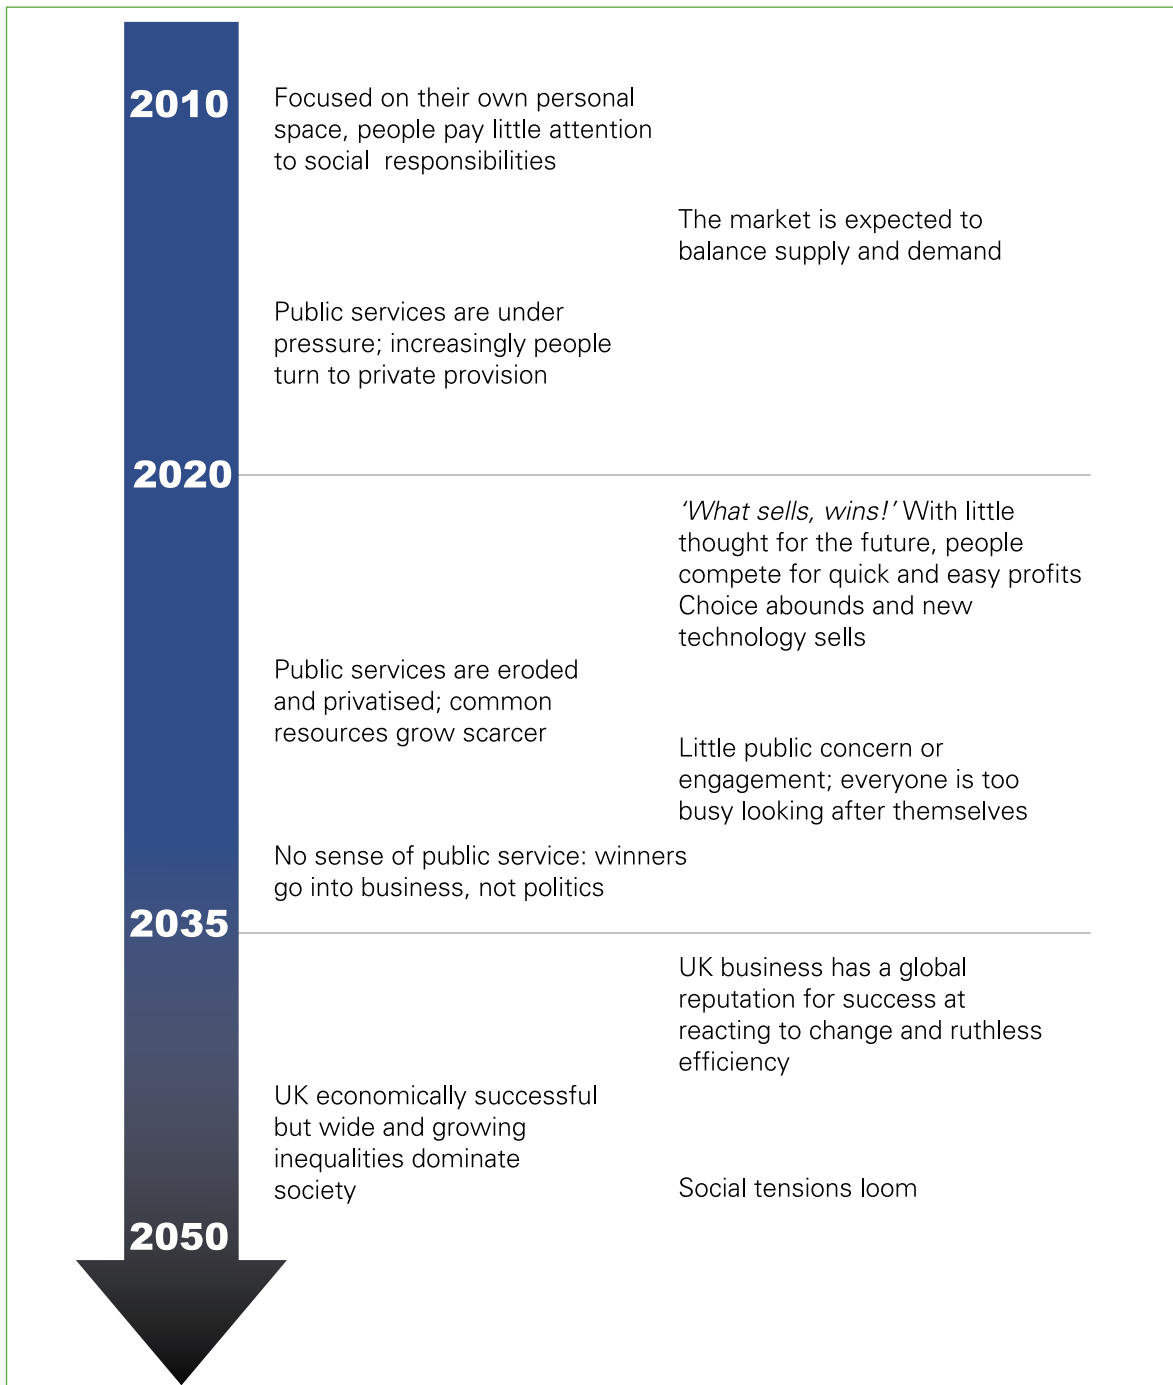 2010
Focused on their own personal
space, people pay little attention
to social responsibilities
The market is expected to
balance supply and demand
Public services are under
pressure; increasingly people
turn to private provision
2020
‘What sells, wins!’ With little
thought for the future, people
compete for quick and easy profits
Choice abounds and new
technology sells
Public services are eroded
and privatised; common
resources grow scarcer
Little public concern or
engagement; everyone is too
busy looking after themselves
No sense of public service: winners
go into business, not politics
2035
UK business has a global
reputation for success at
reacting to change and ruthless
efficiency
UK economically successful
but wide and growing
inequalities dominate
society
Social tensions loom
2050